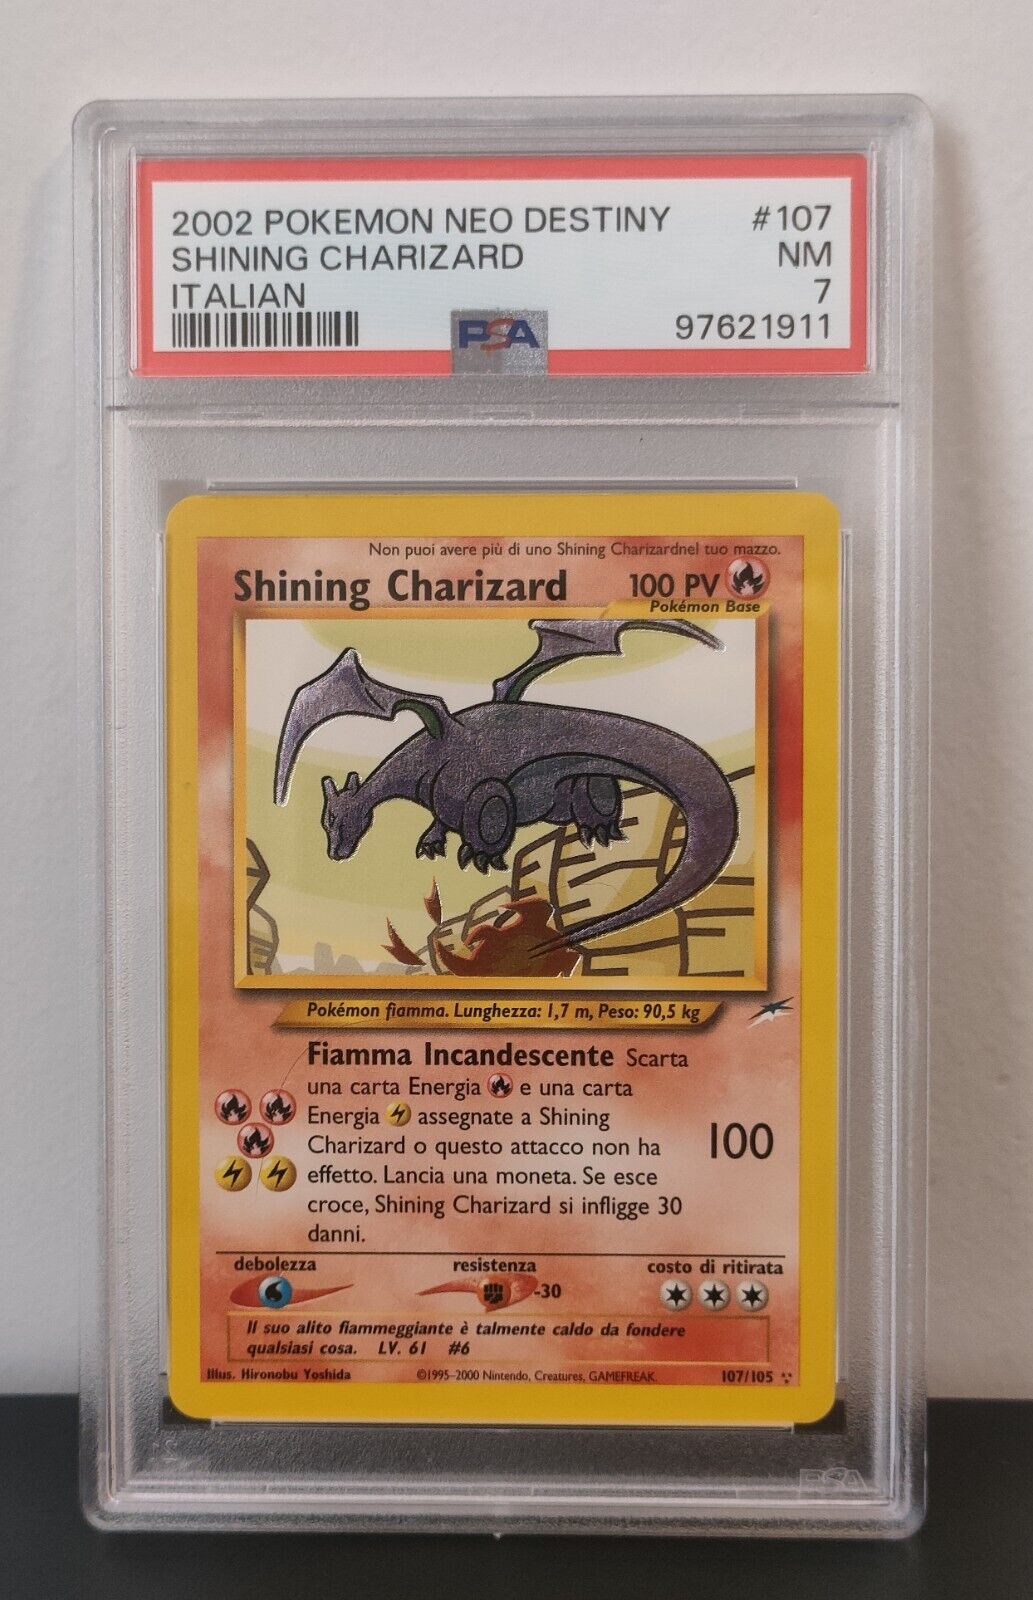 2002 POKEMON NEO DESTINY #107
SHINING CHARIZARD NM
ITALIAN 7
PSA 97621911
Non puoi avere più di uno Shining Charizardnel tuo mazzo.
Shining Charizard 100 PV
Pokémon Base
Pokémon fiamma. Lunghezza: 1,7 m, Peso: 90,5 kg
Fiamma Incandescente Scarta
una carta Energia e una carta
Energia assegnate a Shining
Charizard o questo attacco non ha 100
effetto. Lancia una moneta. Se esce
croce, Shining Charizard si infligge 30
danni.
debolezza resistenza costo di ritirata
-30
Il suo alito fiammeggiante è talmente caldo da fondere
qualsiasi cosa. LV. 61 #6
Illus. Hironobu Yoshida ©1995-2000 Nintendo, Creatures, GAMEFREAK. 107/105
PSA